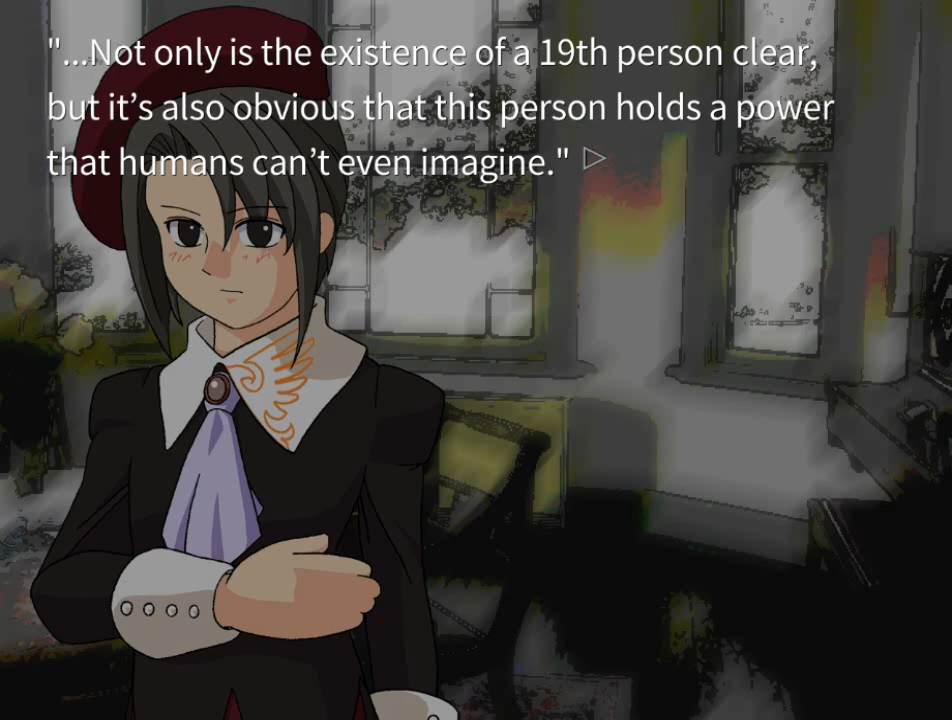 "...Not only is the existence of a 19th person clear,
but it’s also obvious that this person holds a power
that humans can’t even imagine."